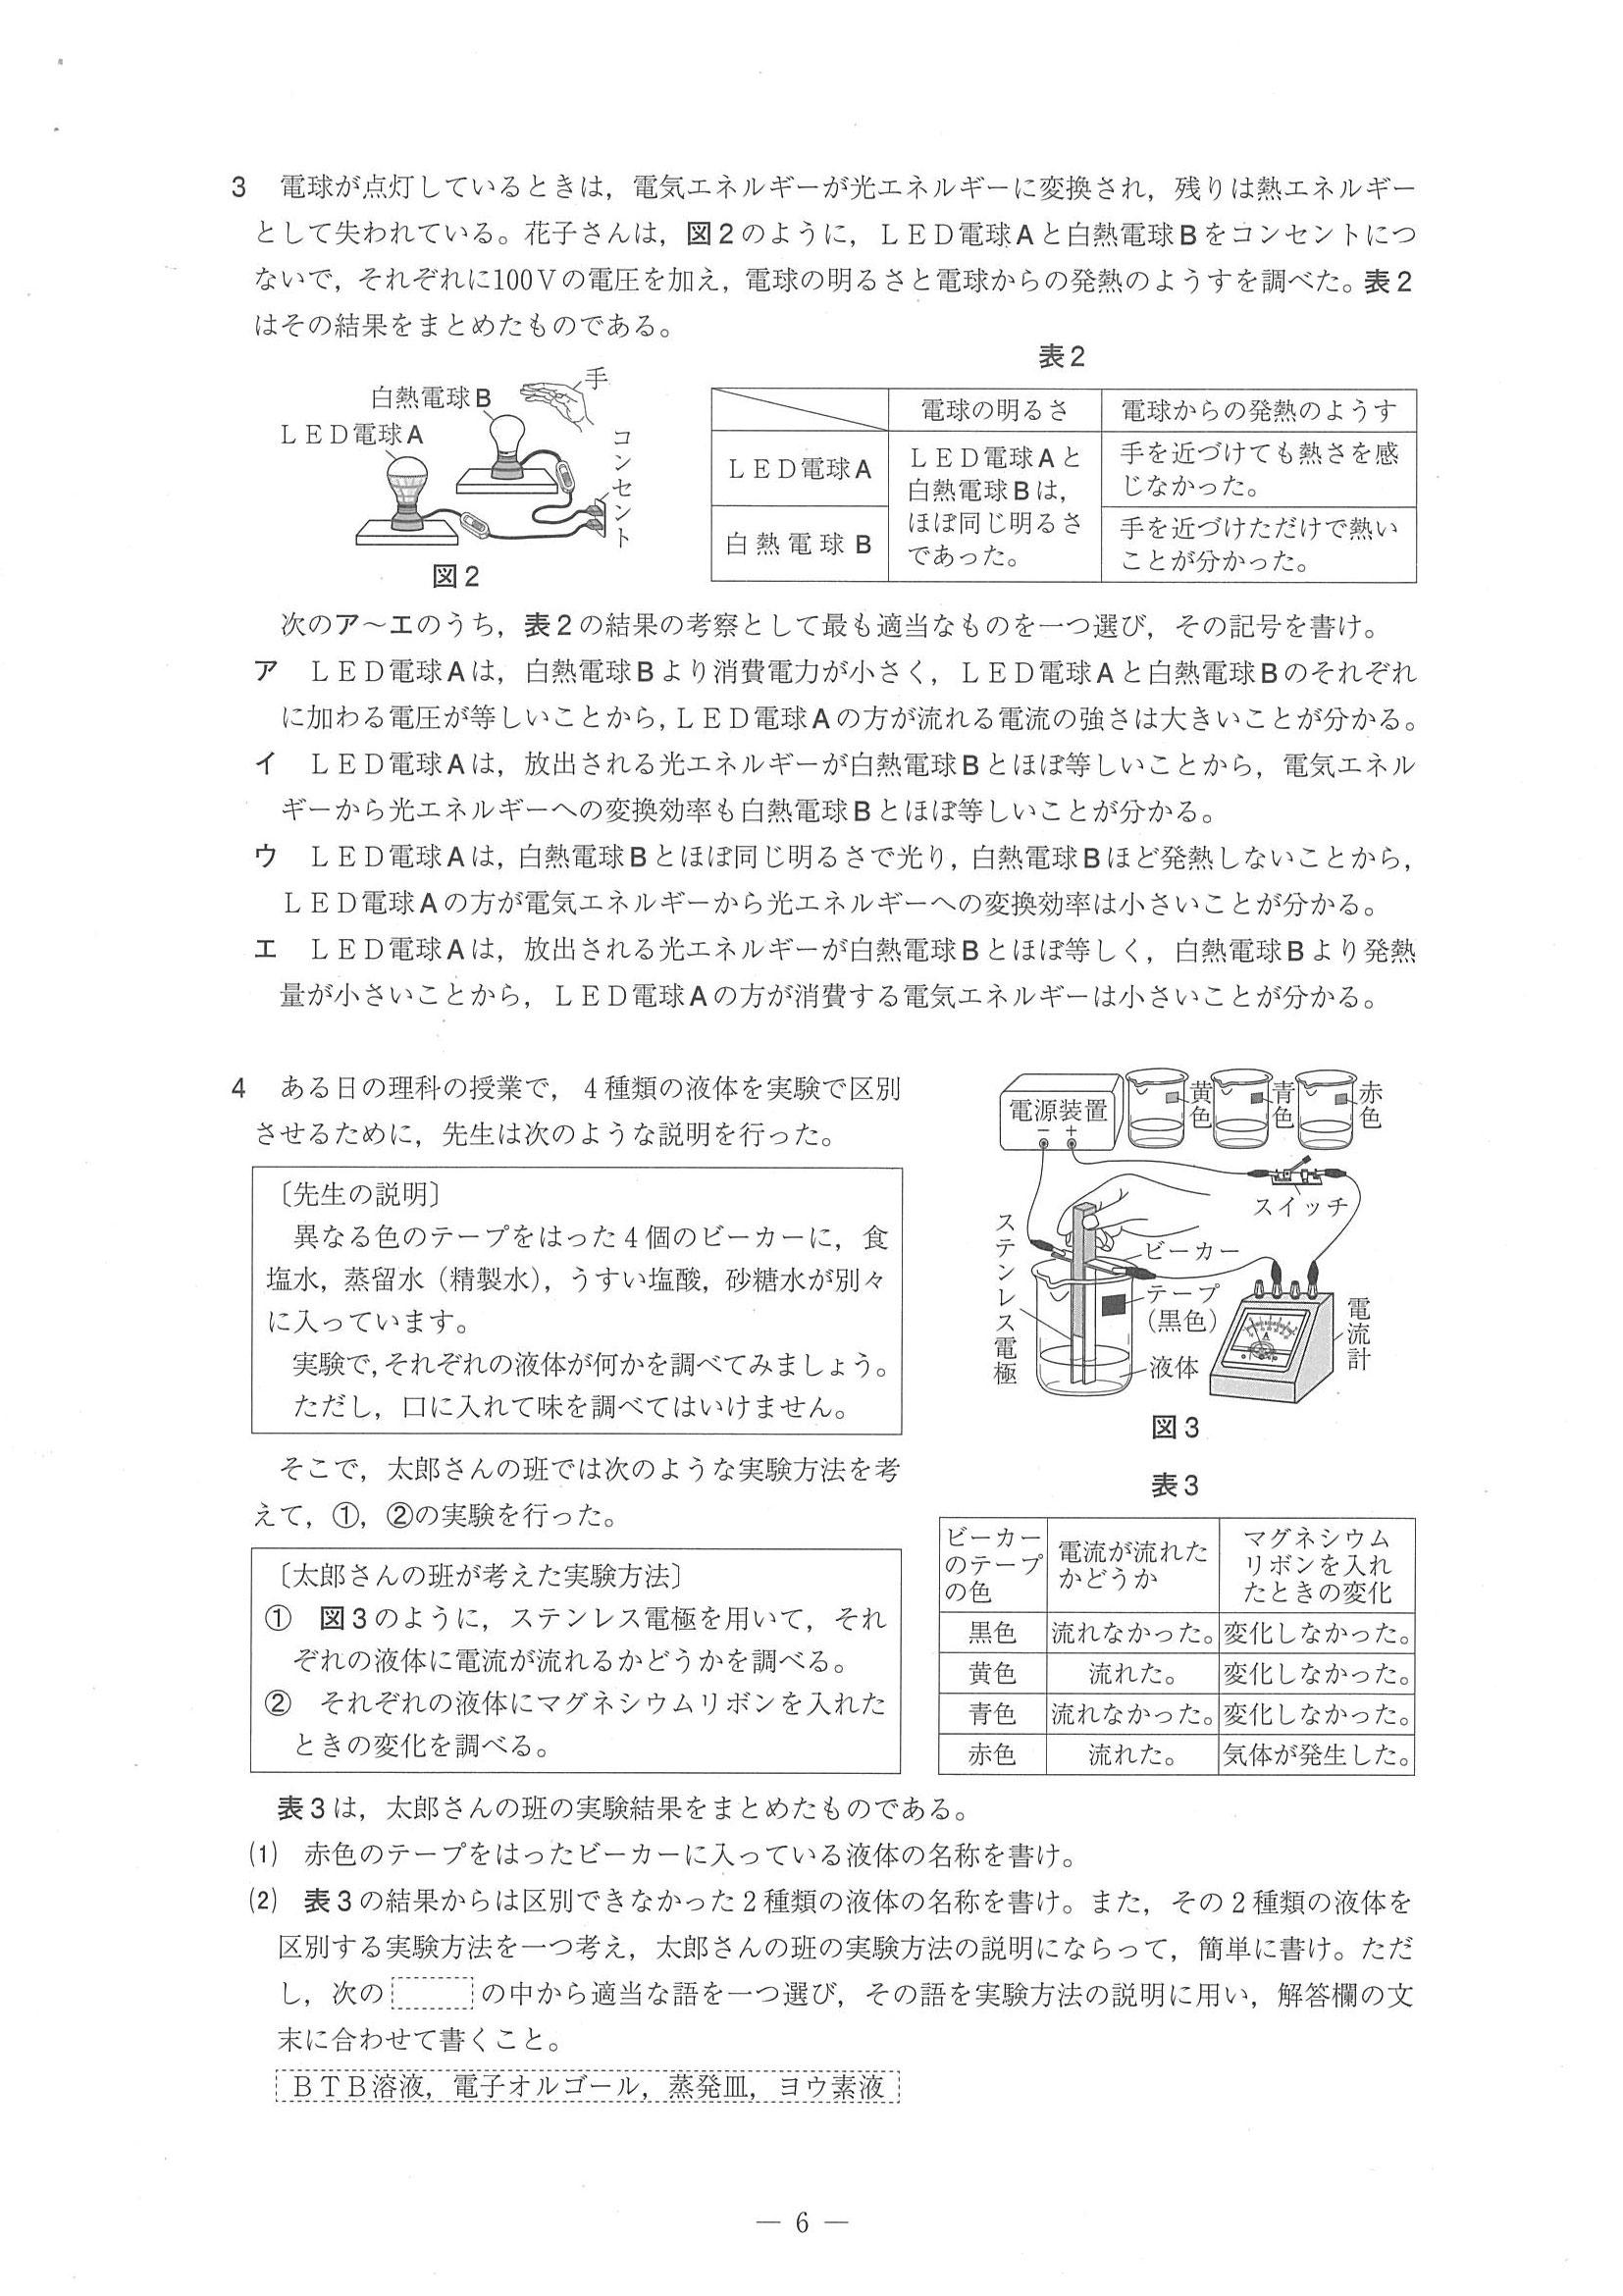 3 電球が点灯しているときは，電気エネルギーが光エネルギーに変換され，残りは熱エネルギー
として失われている。花子さんは，図2のように，ＬＥＤ電球Aと白熱電球Bをコンセントにつ
ないで，それぞれに100Vの電圧を加え，電球の明るさと電球からの発熱のようすを調べた。表2
はその結果をまとめたものである。
白熱電球B
手
ＬＥＤ電球A
コンセント
図2
表2
電球の明るさ
電球からの発熱のようす
ＬＥＤ電球A
ＬＥＤ電球Aと
白熱電球Bは，
ほぼ同じ明るさ
であった。
手を近づけても熱さを感
じなかった。
白熱電球B
手を近づけただけで熱い
ことが分かった。
次のア～エのうち，表2の結果の考察として最も適当なものを一つ選び，その記号を書け。
ア ＬＥＤ電球Aは，白熱電球Bより消費電力が小さく，ＬＥＤ電球Aと白熱電球Bのそれぞれ
に加わる電圧が等しいことから，ＬＥＤ電球Aの方が流れる電流の強さは大きいことが分かる。
イ ＬＥＤ電球Aは，放出される光エネルギーが白熱電球Bとほぼ等しいことから，電気エネル
ギーから光エネルギーへの変換効率も白熱電球Bとほぼ等しいことが分かる。
ウ ＬＥＤ電球Aは，白熱電球Bとほぼ同じ明るさで光り，白熱電球Bほど発熱しないことから，
ＬＥＤ電球Aの方が電気エネルギーから光エネルギーへの変換効率は小さいことが分かる。
エ ＬＥＤ電球Aは，放出される光エネルギーが白熱電球Bとほぼ等しく，白熱電球Bより発熱
量が小さいことから，ＬＥＤ電球Aの方が消費する電気エネルギーは小さいことが分かる。
4 ある日の理科の授業で，4種類の液体を実験で区別
させるために，先生は次のような説明を行った。
〔先生の説明〕
異なる色のテープをはった4個のビーカーに，食
塩水，蒸留水（精製水），うすい塩酸，砂糖水が別々
に入っています。
実験で，それぞれの液体が何かを調べてみましょう。
ただし，口に入れて味を調べてはいけません。
そこで，太郎さんの班では次のような実験方法を考
えて，①，②の実験を行った。
〔太郎さんの班が考えた実験方法〕
① 図3のように，ステンレス電極を用いて，それ
ぞれの液体に電流が流れるかどうかを調べる。
② それぞれの液体にマグネシウムリボンを入れた
ときの変化を調べる。
電源装置
－ ＋
黄色
青色
赤色
スイッチ
ステンレス電極
ビーカー
テープ
（黒色）
液体
電流計
A
図3
表3
ビーカー
のテープ
の色
電流が流れた
かどうか
マグネシウム
リボンを入れ
たときの変化
黒色 流れなかった。 変化しなかった。
黄色 流れた。 変化しなかった。
青色 流れなかった。 変化しなかった。
赤色 流れた。 気体が発生した。
表3は，太郎さんの班の実験結果をまとめたものである。
(1) 赤色のテープをはったビーカーに入っている液体の名称を書け。
(2) 表3の結果からは区別できなかった2種類の液体の名称を書け。また，その2種類の液体を
区別する実験方法を一つ考え，太郎さんの班の実験方法の説明にならって，簡単に書け。ただ
し，次の の中から適当な語を一つ選び，その語を実験方法の説明に用い，解答欄の文
末に合わせて書くこと。
ＢＴＢ溶液，電子オルゴール，蒸発皿，ヨウ素液
— 6 —